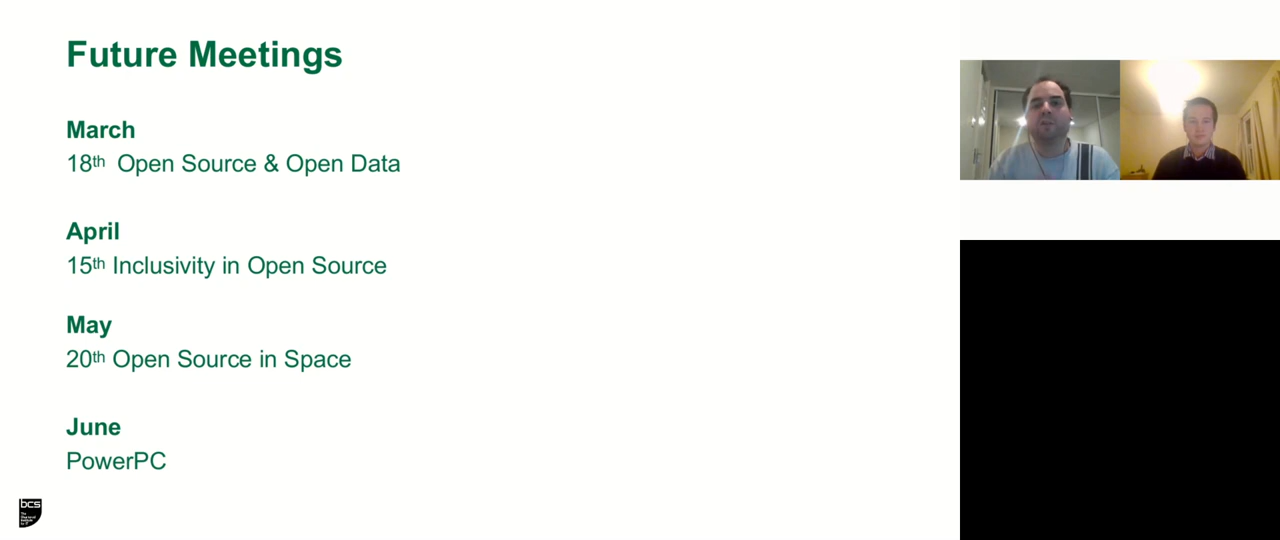 Future Meetings
March
18th Open Source & Open Data
April
15th Inclusivity in Open Source
May
20th Open Source in Space
June
PowerPC
bcs